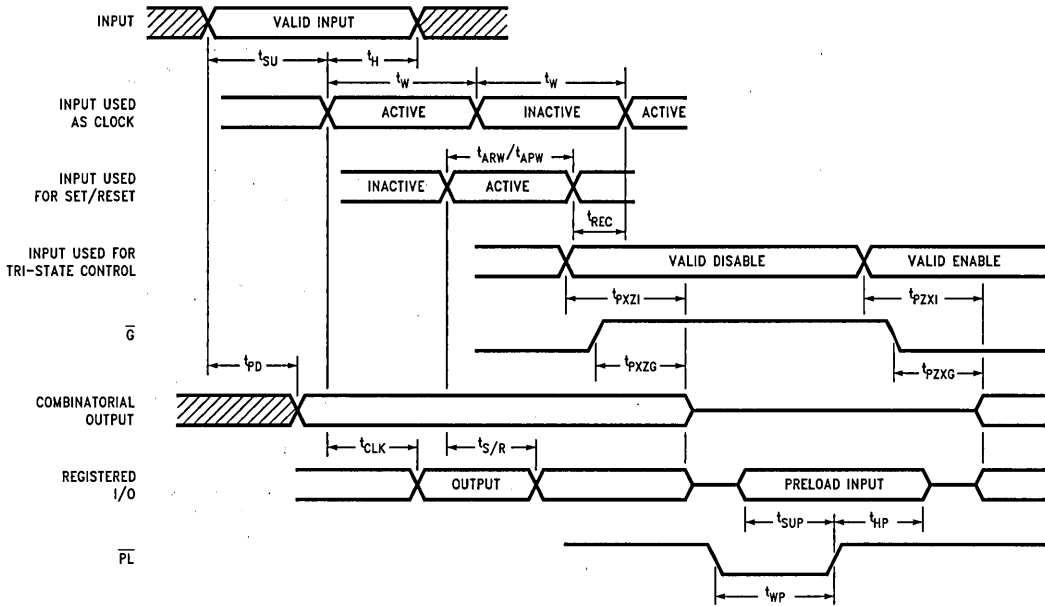 INPUT
VALID INPUT
tSU
tH
tW
tW
INPUT USED
AS CLOCK
ACTIVE
INACTIVE
ACTIVE
tARW/tAPW
INPUT USED
FOR SET/RESET
INACTIVE
ACTIVE
tREC
INPUT USED FOR
TRI-STATE CONTROL
VALID DISABLE
VALID ENABLE
tPXZI
tPZXI
G̅
tPD
tPXZG
tPZXG
COMBINATORIAL
OUTPUT
tCLK
tS/R
REGISTERED
I/O
OUTPUT
PRELOAD INPUT
tSUP
tHP
P̅L̅
tWP